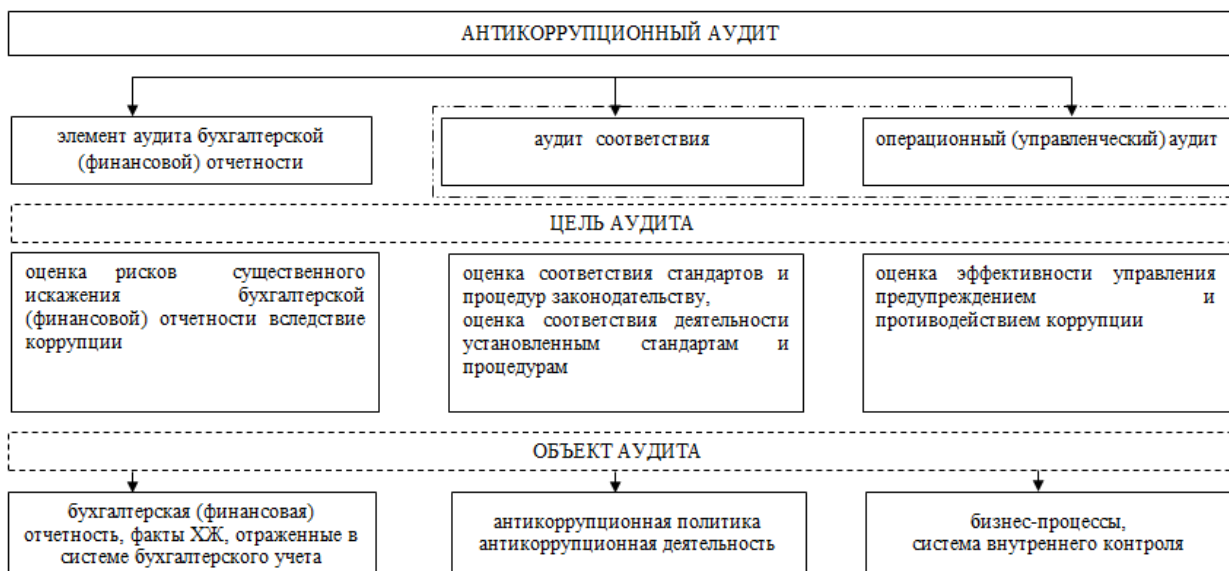 АНТИКОРРУПЦИОННЫЙ АУДИТ
элемент аудита бухгалтерской
(финансовой) отчетности
аудит соответствия
операционный (управленческий) аудит
ЦЕЛЬ АУДИТА
оценка рисков существенного
искажения бухгалтерской
(финансовой) отчетности вследствие
коррупции
оценка соответствия стандартов и
процедур законодательству,
оценка соответствия деятельности
установленным стандартам и
процедурам
оценка эффективности управления
предупреждением и
противодействием коррупции
ОБЪЕКТ АУДИТА
бухгалтерская (финансовая)
отчетность, факты ХЖ, отраженные в
системе бухгалтерского учета
антикоррупционная политика
антикоррупционная деятельность
бизнес-процессы,
система внутреннего контроля